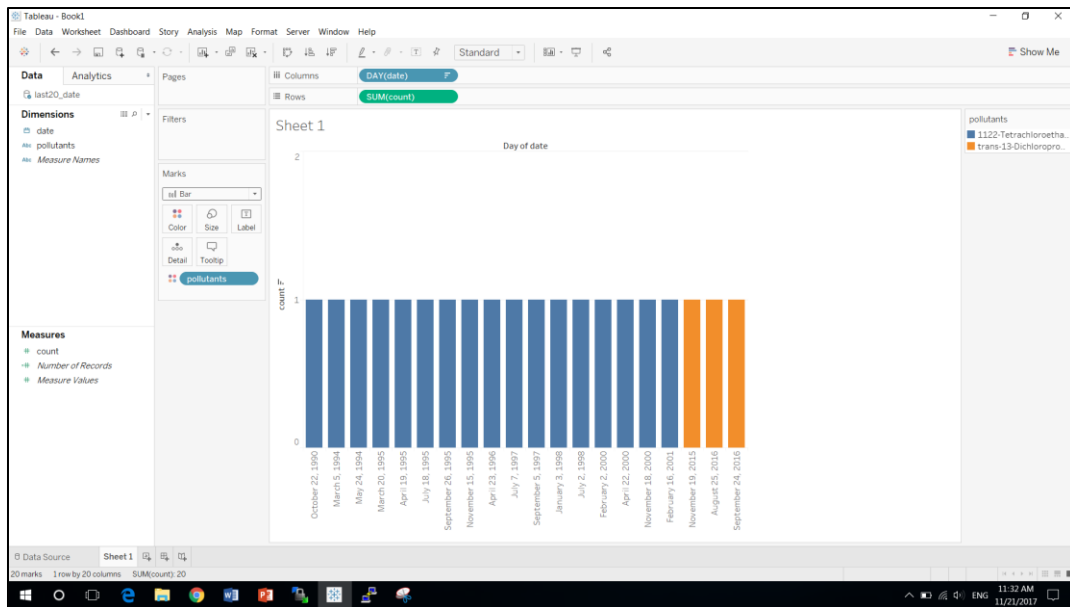 Tableau - Book1
File Data Worksheet Dashboard Story Analysis Map Format Server Window Help
Standard
Show Me
Data Analytics
Pages
Columns DAY(date)
last20_date
Rows SUM(count)
Dimensions
date
Abc pollutants
Abc Measure Names
Filters
Sheet 1
pollutants
1122-Tetrachloroetha..
trans-13-Dichloropro..
Day of date
Marks
Bar
Color Size Label
Detail Tooltip
pollutants
2
count
1
0
Measures
# count
=# Number of Records
# Measure Values
October 22, 1990
March 5, 1994
May 24, 1994
March 20, 1995
April 19, 1995
July 18, 1995
September 26, 1995
November 15, 1995
April 23, 1996
July 7, 1997
September 5, 1997
January 3, 1998
July 2, 1998
February 2, 2000
April 22, 2000
November 18, 2000
February 16, 2001
November 19, 2015
August 25, 2016
September 24, 2016
Data Source Sheet 1
20 marks 1 row by 20 columns SUM(count): 20
ENG
11:32 AM
11/21/2017